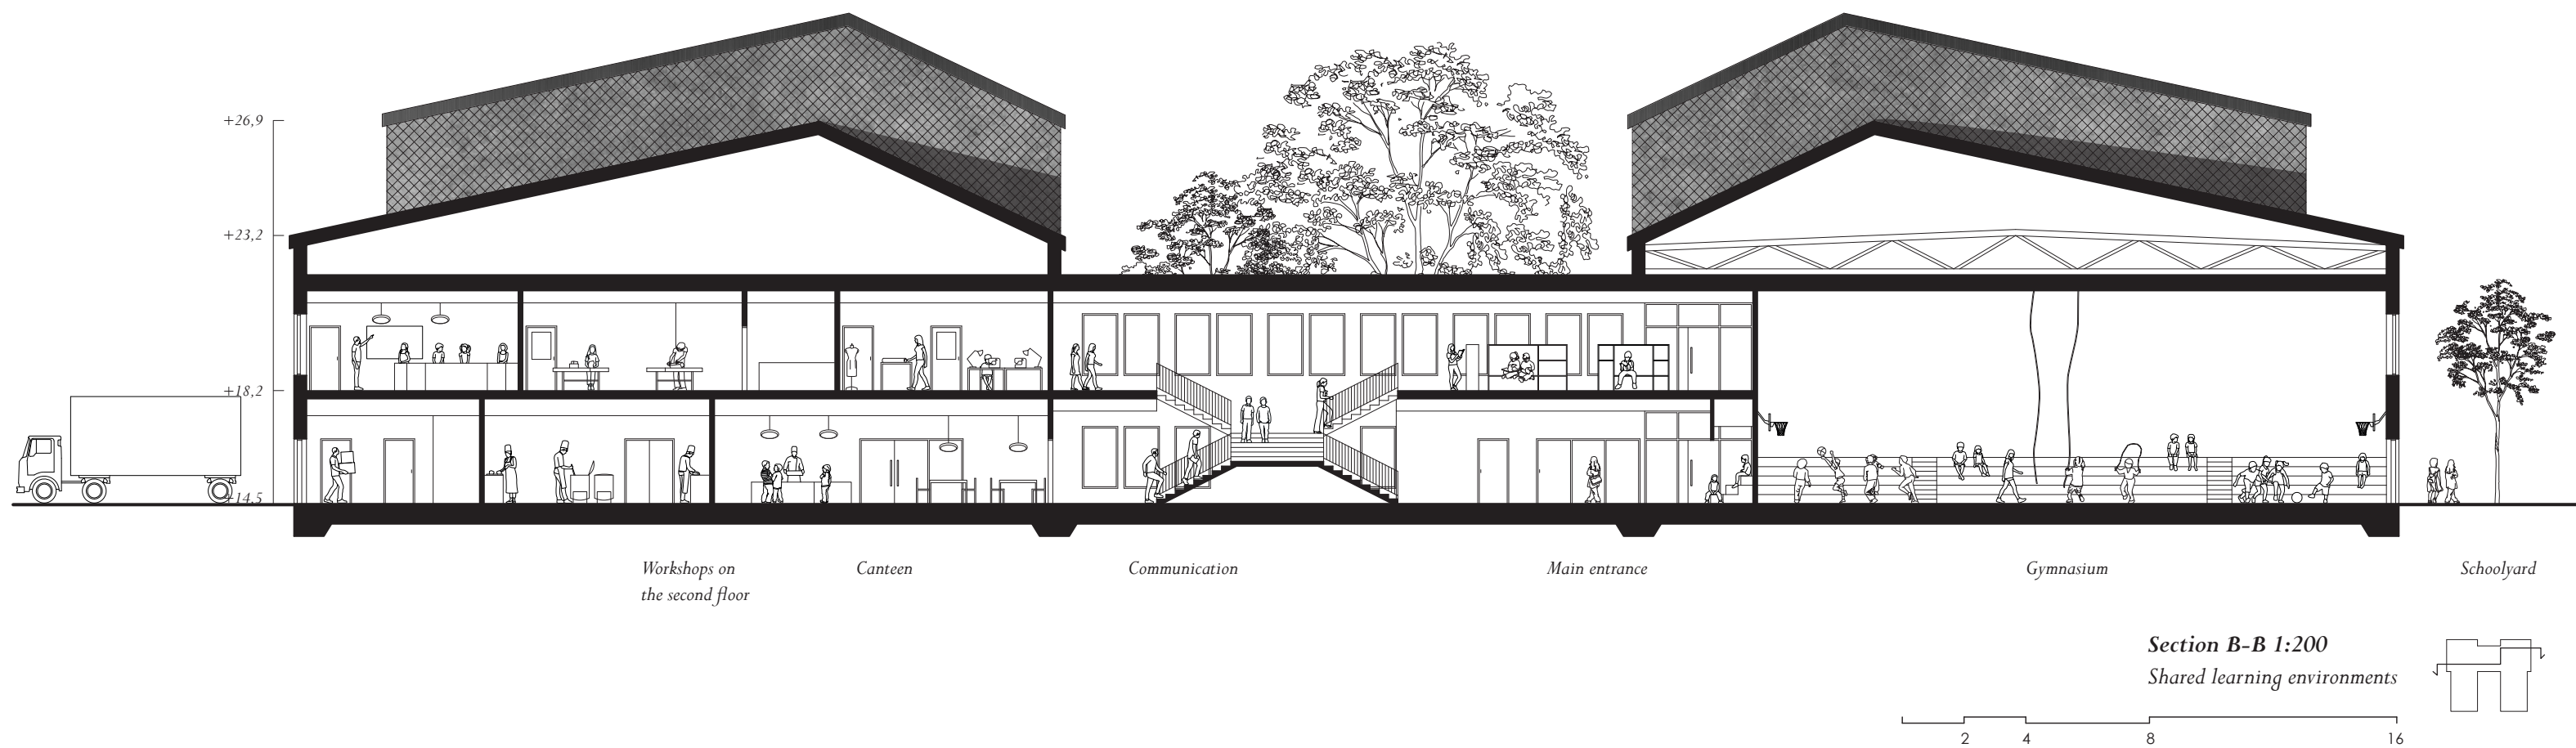 +26,9
+23,2
+18,2
+14,5
Workshops on
the second floor
Canteen
Communication
Main entrance
Gymnasium
Schoolyard
Section B-B 1:200
Shared learning environments
2 4 8 16